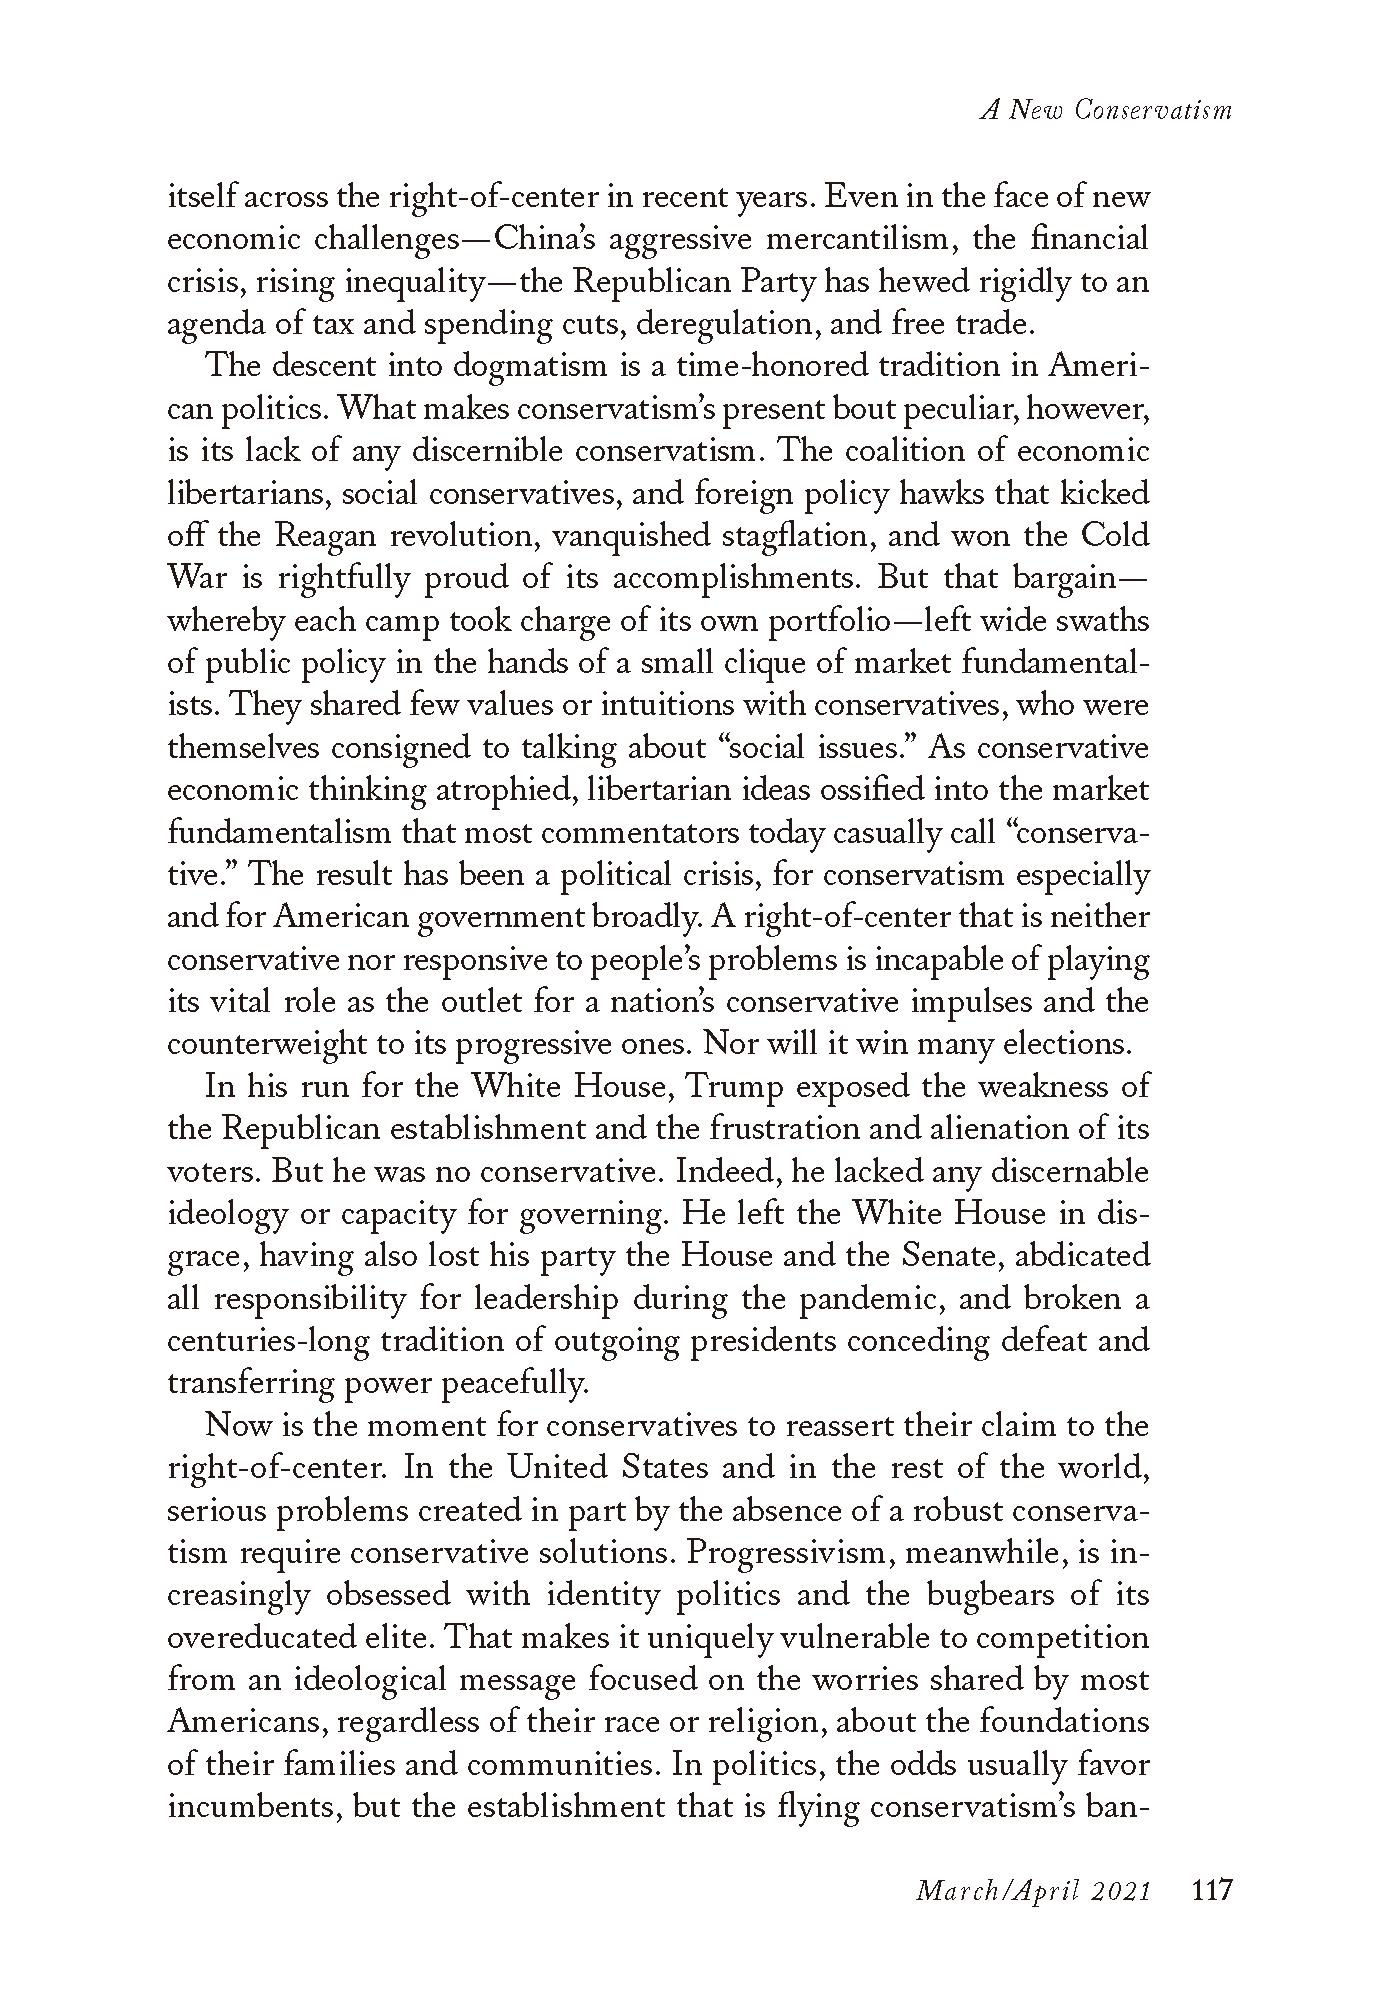 A New Conservatism
itself across the right-of-center in recent years. Even in the face of new
economic challenges—China’s aggressive mercantilism, the financial
crisis, rising inequality—the Republican Party has hewed rigidly to an
agenda of tax and spending cuts, deregulation, and free trade.
The descent into dogmatism is a time-honored tradition in Ameri-
can politics. What makes conservatism’s present bout peculiar, however,
is its lack of any discernible conservatism. The coalition of economic
libertarians, social conservatives, and foreign policy hawks that kicked
off the Reagan revolution, vanquished stagflation, and won the Cold
War is rightfully proud of its accomplishments. But that bargain—
whereby each camp took charge of its own portfolio—left wide swaths
of public policy in the hands of a small clique of market fundamental-
ists. They shared few values or intuitions with conservatives, who were
themselves consigned to talking about “social issues.” As conservative
economic thinking atrophied, libertarian ideas ossified into the market
fundamentalism that most commentators today casually call “conserva-
tive.” The result has been a political crisis, for conservatism especially
and for American government broadly. A right-of-center that is neither
conservative nor responsive to people’s problems is incapable of playing
its vital role as the outlet for a nation’s conservative impulses and the
counterweight to its progressive ones. Nor will it win many elections.
In his run for the White House, Trump exposed the weakness of
the Republican establishment and the frustration and alienation of its
voters. But he was no conservative. Indeed, he lacked any discernable
ideology or capacity for governing. He left the White House in dis-
grace, having also lost his party the House and the Senate, abdicated
all responsibility for leadership during the pandemic, and broken a
centuries-long tradition of outgoing presidents conceding defeat and
transferring power peacefully.
Now is the moment for conservatives to reassert their claim to the
right-of-center. In the United States and in the rest of the world,
serious problems created in part by the absence of a robust conserva-
tism require conservative solutions. Progressivism, meanwhile, is in-
creasingly obsessed with identity politics and the bugbears of its
overeducated elite. That makes it uniquely vulnerable to competition
from an ideological message focused on the worries shared by most
Americans, regardless of their race or religion, about the foundations
of their families and communities. In politics, the odds usually favor
incumbents, but the establishment that is flying conservatism’s ban-
March/April 2021 117